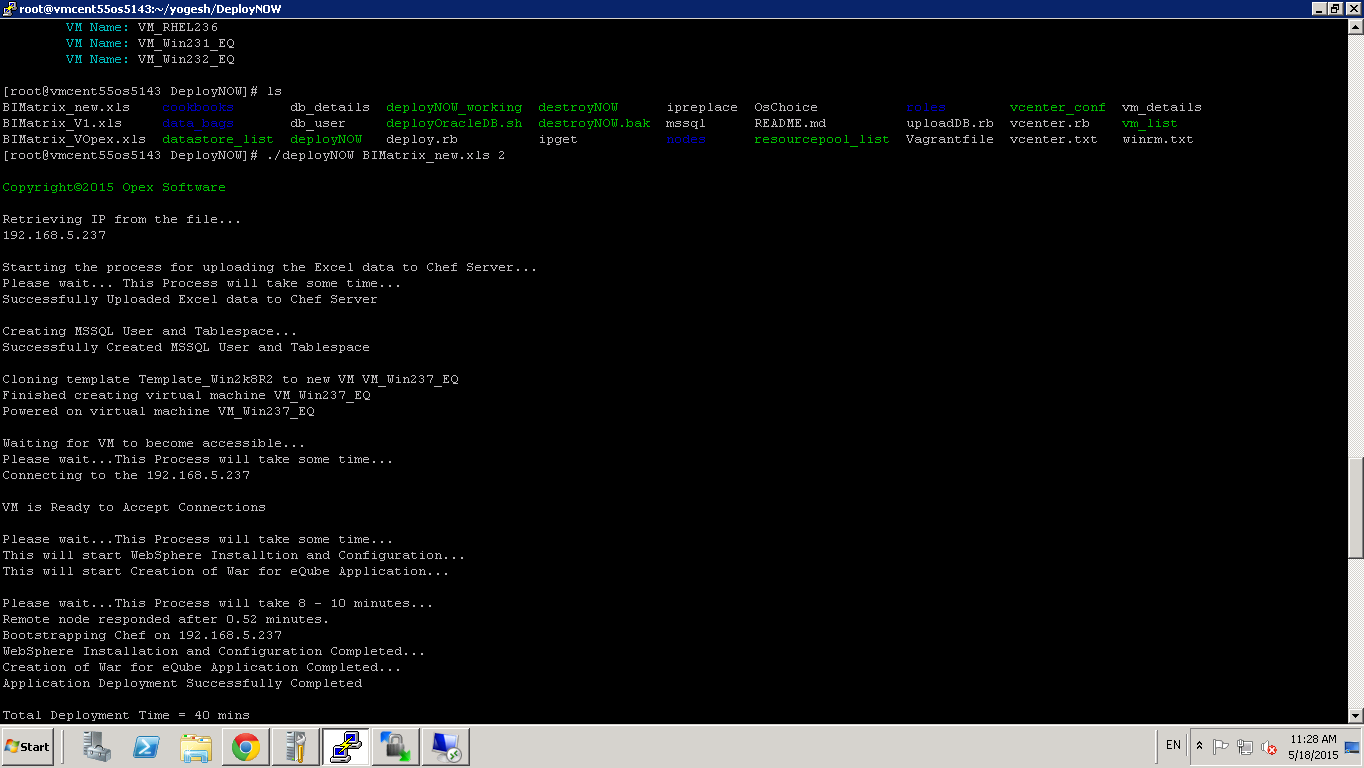 root@vmcent55os5143:~/yogesh/DeployNOW
VM Name: VM_RHEL236
VM Name: VM_Win231_EQ
VM Name: VM_Win232_EQ
[root@vmcent55os5143 DeployNOW]# ls
BIMatrix_new.xls cookbooks db_details deployNOW_working destroyNOW ipreplace OsChoice roles vcenter_conf vm_details
BIMatrix_V1.xls data_bags db_user deployOracleDB.sh destroyNOW.bak mssql README.md uploadDB.rb vcenter.rb vm_list
BIMatrix_VOpex.xls datastore_list deployNOW deploy.rb ipget nodes resourcepool_list Vagrantfile vcenter.txt winrm.txt
[root@vmcent55os5143 DeployNOW]# ./deployNOW BIMatrix_new.xls 2
Copyright©2015 Opex Software
Retrieving IP from the file...
192.168.5.237
Starting the process for uploading the Excel data to Chef Server...
Please wait... This Process will take some time...
Successfully Uploaded Excel data to Chef Server
Creating MSSQL User and Tablespace...
Successfully Created MSSQL User and Tablespace
Cloning template Template_Win2k8R2 to new VM VM_Win237_EQ
Finished creating virtual machine VM_Win237_EQ
Powered on virtual machine VM_Win237_EQ
Waiting for VM to become accessible...
Please wait...This Process will take some time...
Connecting to the 192.168.5.237
VM is Ready to Accept Connections
Please wait...This Process will take some time...
This will start WebSphere Installtion and Configuration...
This will start Creation of War for eQube Application...
Please wait...This Process will take 8 - 10 minutes...
Remote node responded after 0.52 minutes.
Bootstrapping Chef on 192.168.5.237
WebSphere Installation and Configuration Completed...
Creation of War for eQube Application Completed...
Application Deployment Successfully Completed
Total Deployment Time = 40 mins
Start
EN
11:28 AM
5/18/2015